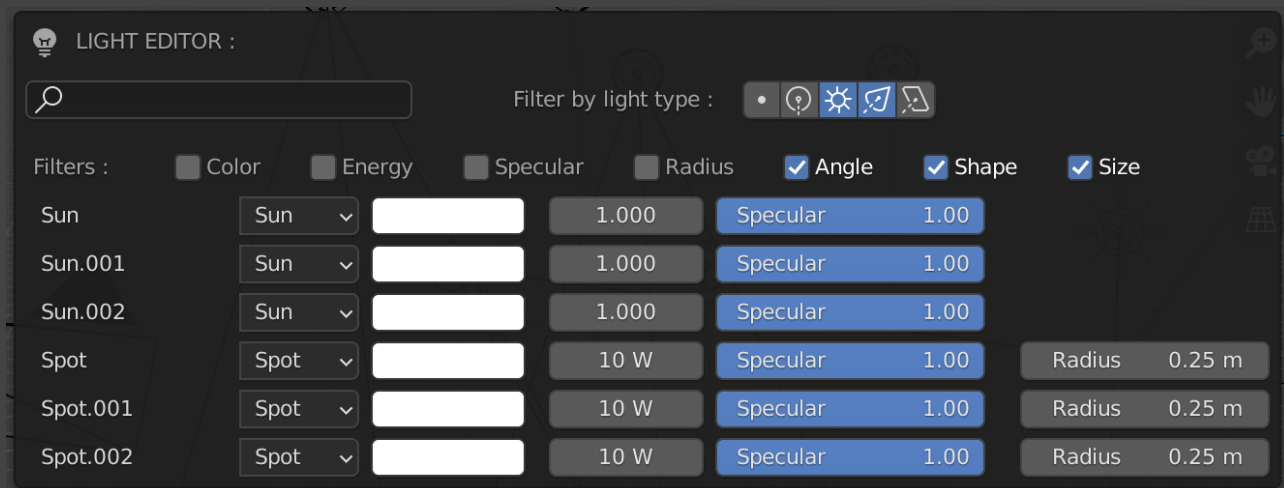 LIGHT EDITOR :
Filter by light type :
Filters : Color Energy Specular Radius Angle Shape Size
Sun Sun 1.000 Specular 1.00
Sun.001 Sun 1.000 Specular 1.00
Sun.002 Sun 1.000 Specular 1.00
Spot Spot 10 W Specular 1.00 Radius 0.25 m
Spot.001 Spot 10 W Specular 1.00 Radius 0.25 m
Spot.002 Spot 10 W Specular 1.00 Radius 0.25 m